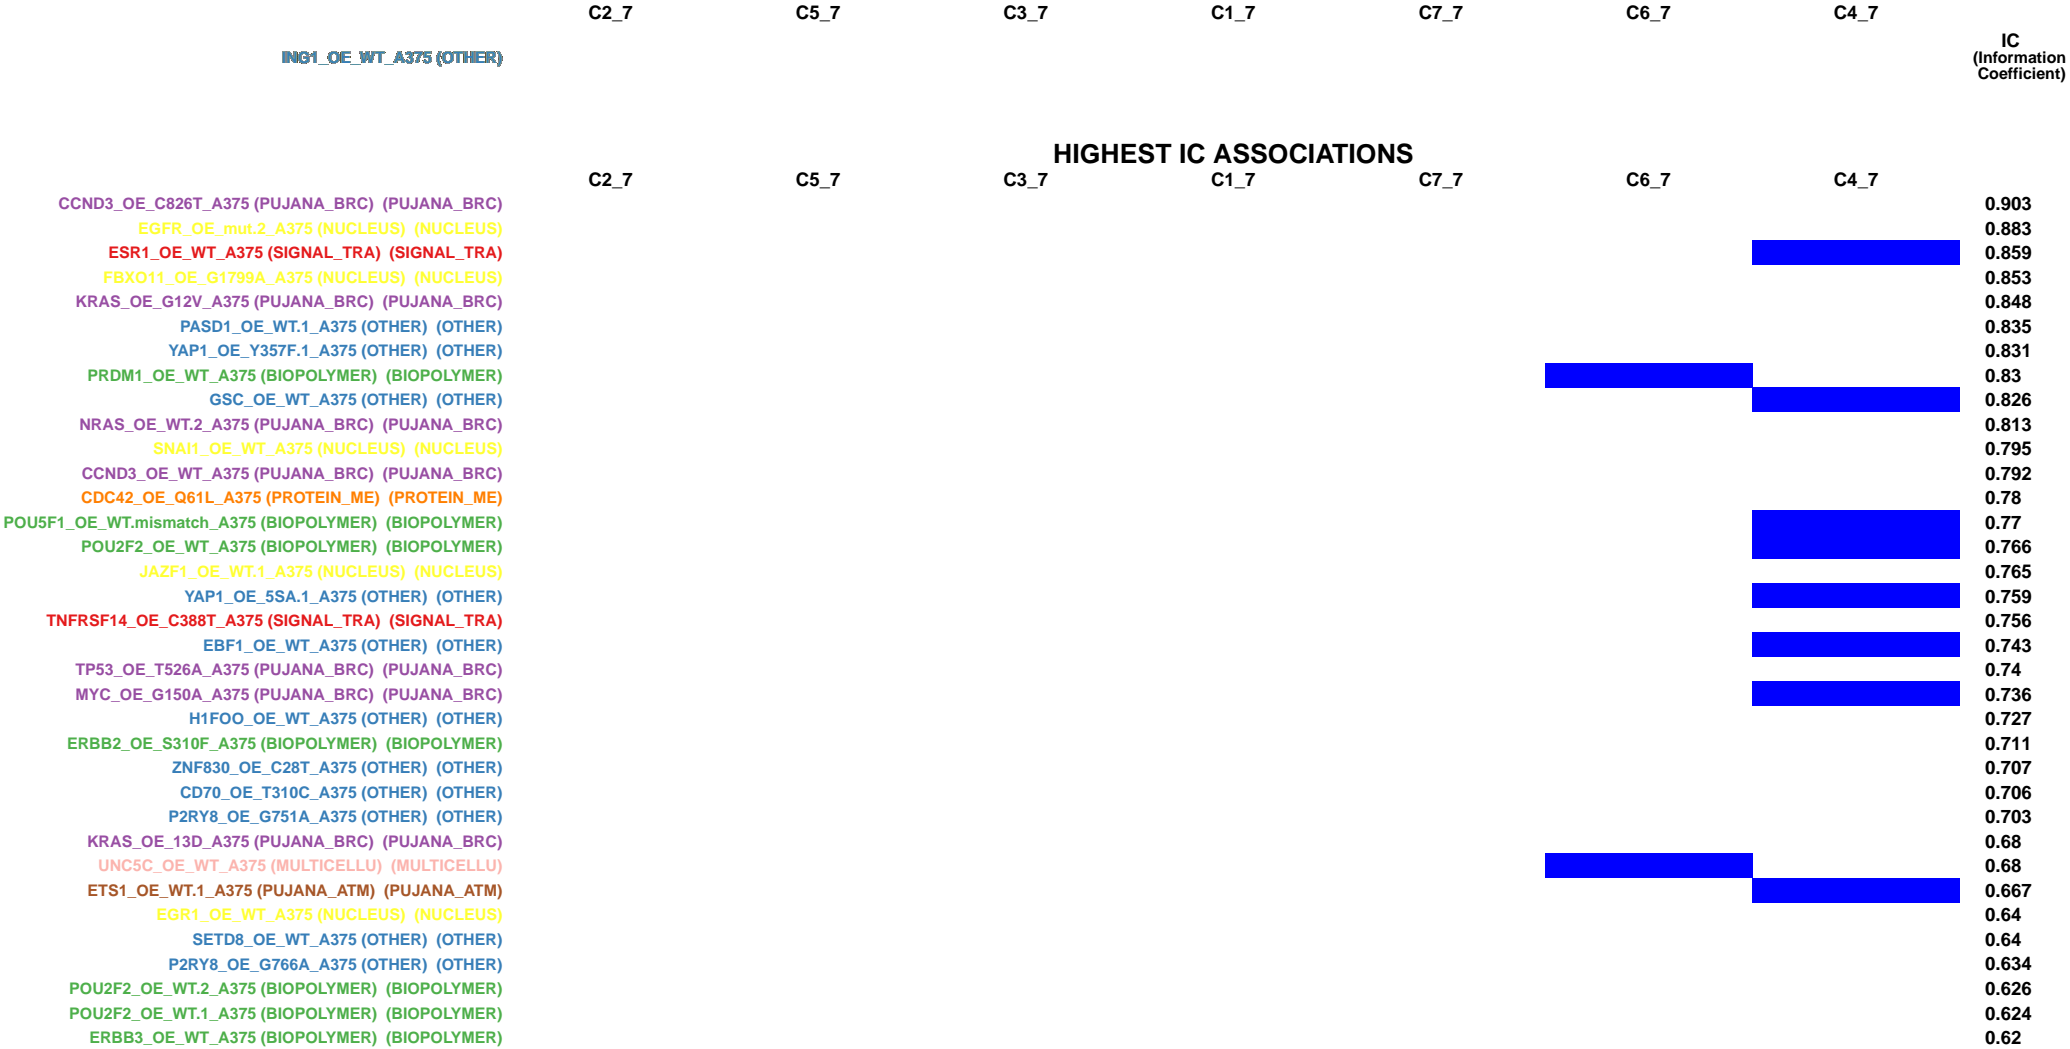 C2_7 C5_7 C3_7 C1_7 C7_7 C6_7 C4_7
IC
ING1_OE_WT_A375 (OTHER) (Information
Coefficient)
HIGHEST IC ASSOCIATIONS
C2_7 C5_7 C3_7 C1_7 C7_7 C6_7 C4_7
CCND3_OE_C826T_A375 (PUJANA_BRC) (PUJANA_BRC) 0.903
EGFR_OE_mut.2_A375 (NUCLEUS) (NUCLEUS) 0.883
ESR1_OE_WT_A375 (SIGNAL_TRA) (SIGNAL_TRA) 0.859
FBXO11_OE_G1799A_A375 (NUCLEUS) (NUCLEUS) 0.853
KRAS_OE_G12V_A375 (PUJANA_BRC) (PUJANA_BRC) 0.848
PASD1_OE_WT.1_A375 (OTHER) (OTHER) 0.835
YAP1_OE_Y357F.1_A375 (OTHER) (OTHER) 0.831
PRDM1_OE_WT_A375 (BIOPOLYMER) (BIOPOLYMER) 0.83
GSC_OE_WT_A375 (OTHER) (OTHER) 0.826
NRAS_OE_WT.2_A375 (PUJANA_BRC) (PUJANA_BRC) 0.813
SNAI1_OE_WT_A375 (NUCLEUS) (NUCLEUS) 0.795
CCND3_OE_WT_A375 (PUJANA_BRC) (PUJANA_BRC) 0.792
CDC42_OE_Q61L_A375 (PROTEIN_ME) (PROTEIN_ME) 0.78
POU5F1_OE_WT.mismatch_A375 (BIOPOLYMER) (BIOPOLYMER) 0.77
POU2F2_OE_WT_A375 (BIOPOLYMER) (BIOPOLYMER) 0.766
JAZF1_OE_WT.1_A375 (NUCLEUS) (NUCLEUS) 0.765
YAP1_OE_5SA.1_A375 (OTHER) (OTHER) 0.759
TNFRSF14_OE_C388T_A375 (SIGNAL_TRA) (SIGNAL_TRA) 0.756
EBF1_OE_WT_A375 (OTHER) (OTHER) 0.743
TP53_OE_T526A_A375 (PUJANA_BRC) (PUJANA_BRC) 0.74
MYC_OE_G150A_A375 (PUJANA_BRC) (PUJANA_BRC) 0.736
H1FOO_OE_WT_A375 (OTHER) (OTHER) 0.727
ERBB2_OE_S310F_A375 (BIOPOLYMER) (BIOPOLYMER) 0.711
ZNF830_OE_C28T_A375 (OTHER) (OTHER) 0.707
CD70_OE_T310C_A375 (OTHER) (OTHER) 0.706
P2RY8_OE_G751A_A375 (OTHER) (OTHER) 0.703
KRAS_OE_13D_A375 (PUJANA_BRC) (PUJANA_BRC) 0.68
UNC5C_OE_WT_A375 (MULTICELLU) (MULTICELLU) 0.68
ETS1_OE_WT.1_A375 (PUJANA_ATM) (PUJANA_ATM) 0.667
EGR1_OE_WT_A375 (NUCLEUS) (NUCLEUS) 0.64
SETD8_OE_WT_A375 (OTHER) (OTHER) 0.64
P2RY8_OE_G766A_A375 (OTHER) (OTHER) 0.634
POU2F2_OE_WT.2_A375 (BIOPOLYMER) (BIOPOLYMER) 0.626
POU2F2_OE_WT.1_A375 (BIOPOLYMER) (BIOPOLYMER) 0.624
ERBB3_OE_WT_A375 (BIOPOLYMER) (BIOPOLYMER) 0.62